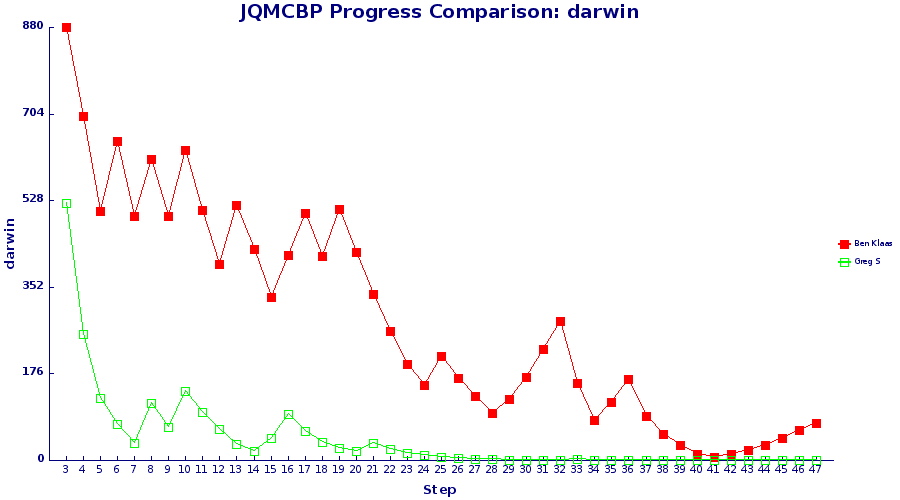 JQMCBP Progress Comparison: darwin
880
704
528
352
176
0
darwin
3 4 5 6 7 8 9 10 11 12 13 14 15 16 17 18 19 20 21 22 23 24 25 26 27 28 29 30 31 32 33 34 35 36 37 38 39 40 41 42 43 44 45 46 47
Step
Ben Klaas
Greg S